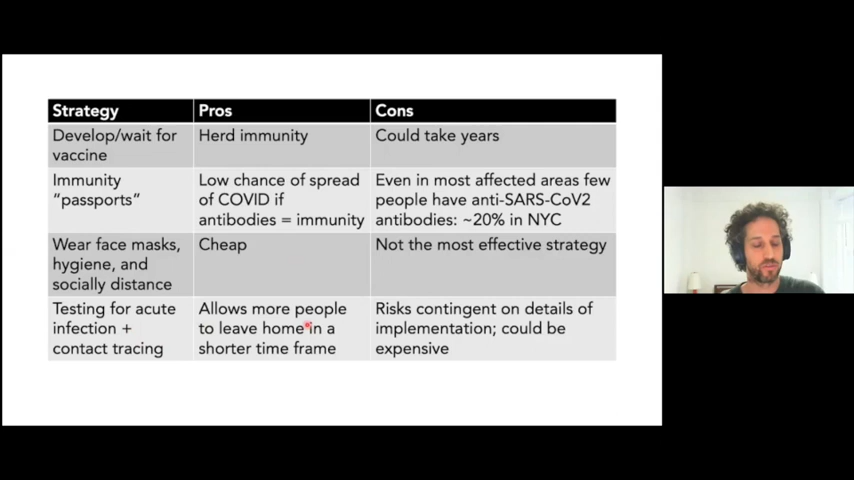 Strategy Pros Cons
Develop/wait for Herd immunity Could take years
vaccine
Immunity Low chance of spread Even in most affected areas few
"passports" of COVID if people have anti-SARS-CoV2
antibodies = immunity antibodies: ~20% in NYC
Wear face masks, Cheap Not the most effective strategy
hygiene, and
socially distance
Testing for acute Allows more people Risks contingent on details of
infection + to leave home in a implementation; could be
contact tracing shorter time frame expensive